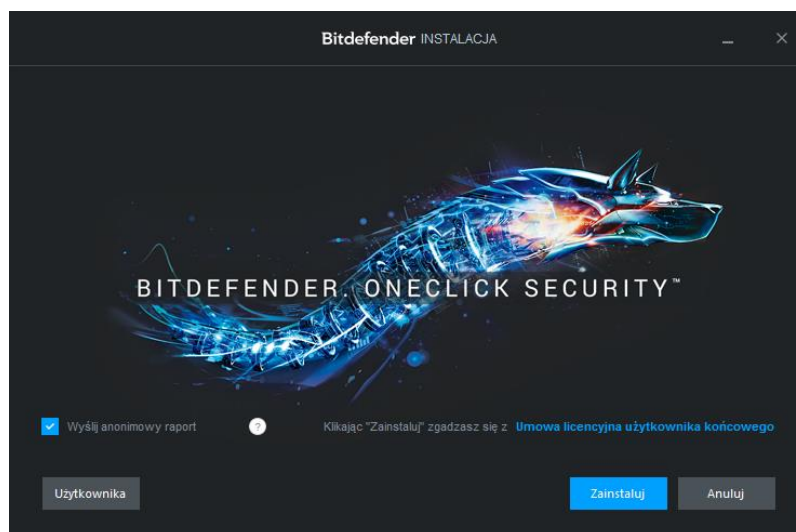 Bitdefender INSTALACJA
BITDEFENDER. ONECLICK SECURITY™
Wyślij anonimowy raport ? Klikając "Zainstaluj" zgadzasz się z Umowa licencyjna użytkownika końcowego
Użytkownika Zainstaluj Anuluj